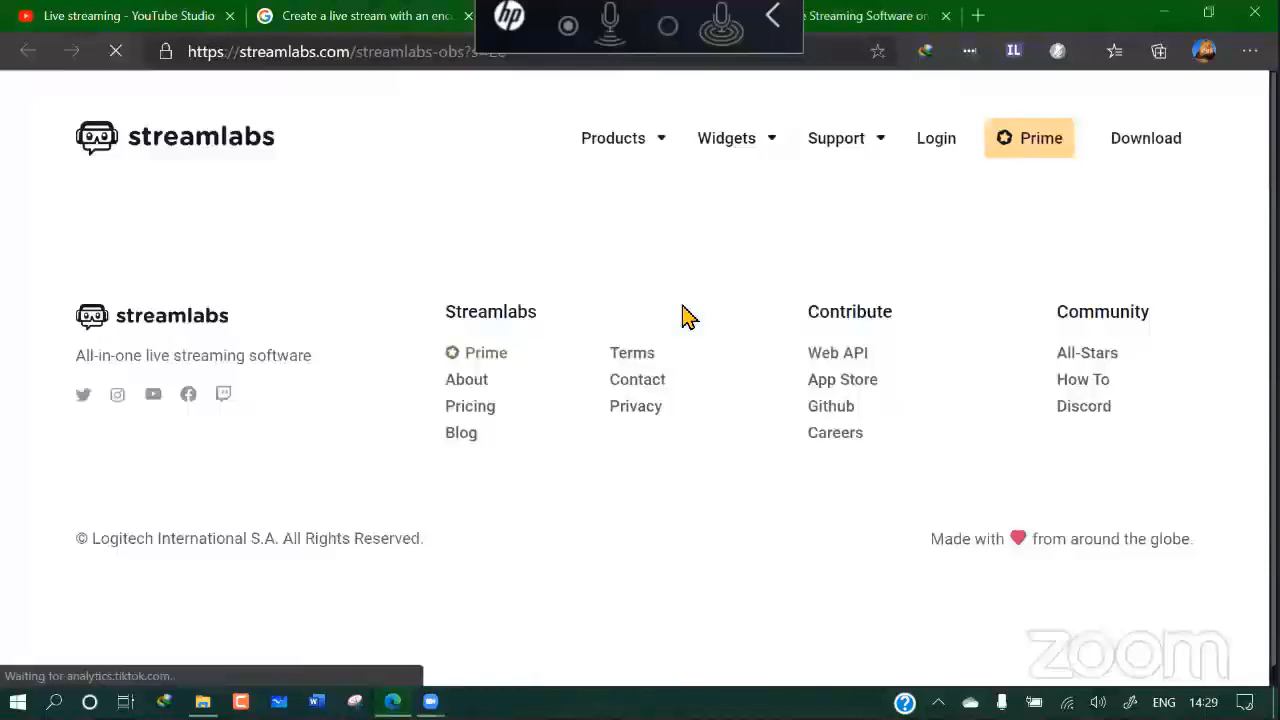 Live streaming - YouTube Studio
Create a live stream with an enc
e Streaming Software on
hp
https://streamlabs.com/streamlabs-obs?s=
IL
streamlabs
Products
Widgets
Support
Login
Prime
Download
streamlabs
All-in-one live streaming software
Streamlabs
Prime
About
Pricing
Blog
Terms
Contact
Privacy
Contribute
Web API
App Store
Github
Careers
Community
All-Stars
How To
Discord
© Logitech International S.A. All Rights Reserved.
Made with ❤ from around the globe.
zoom
Waiting for analytics.tiktok.com..
ENG
14:29